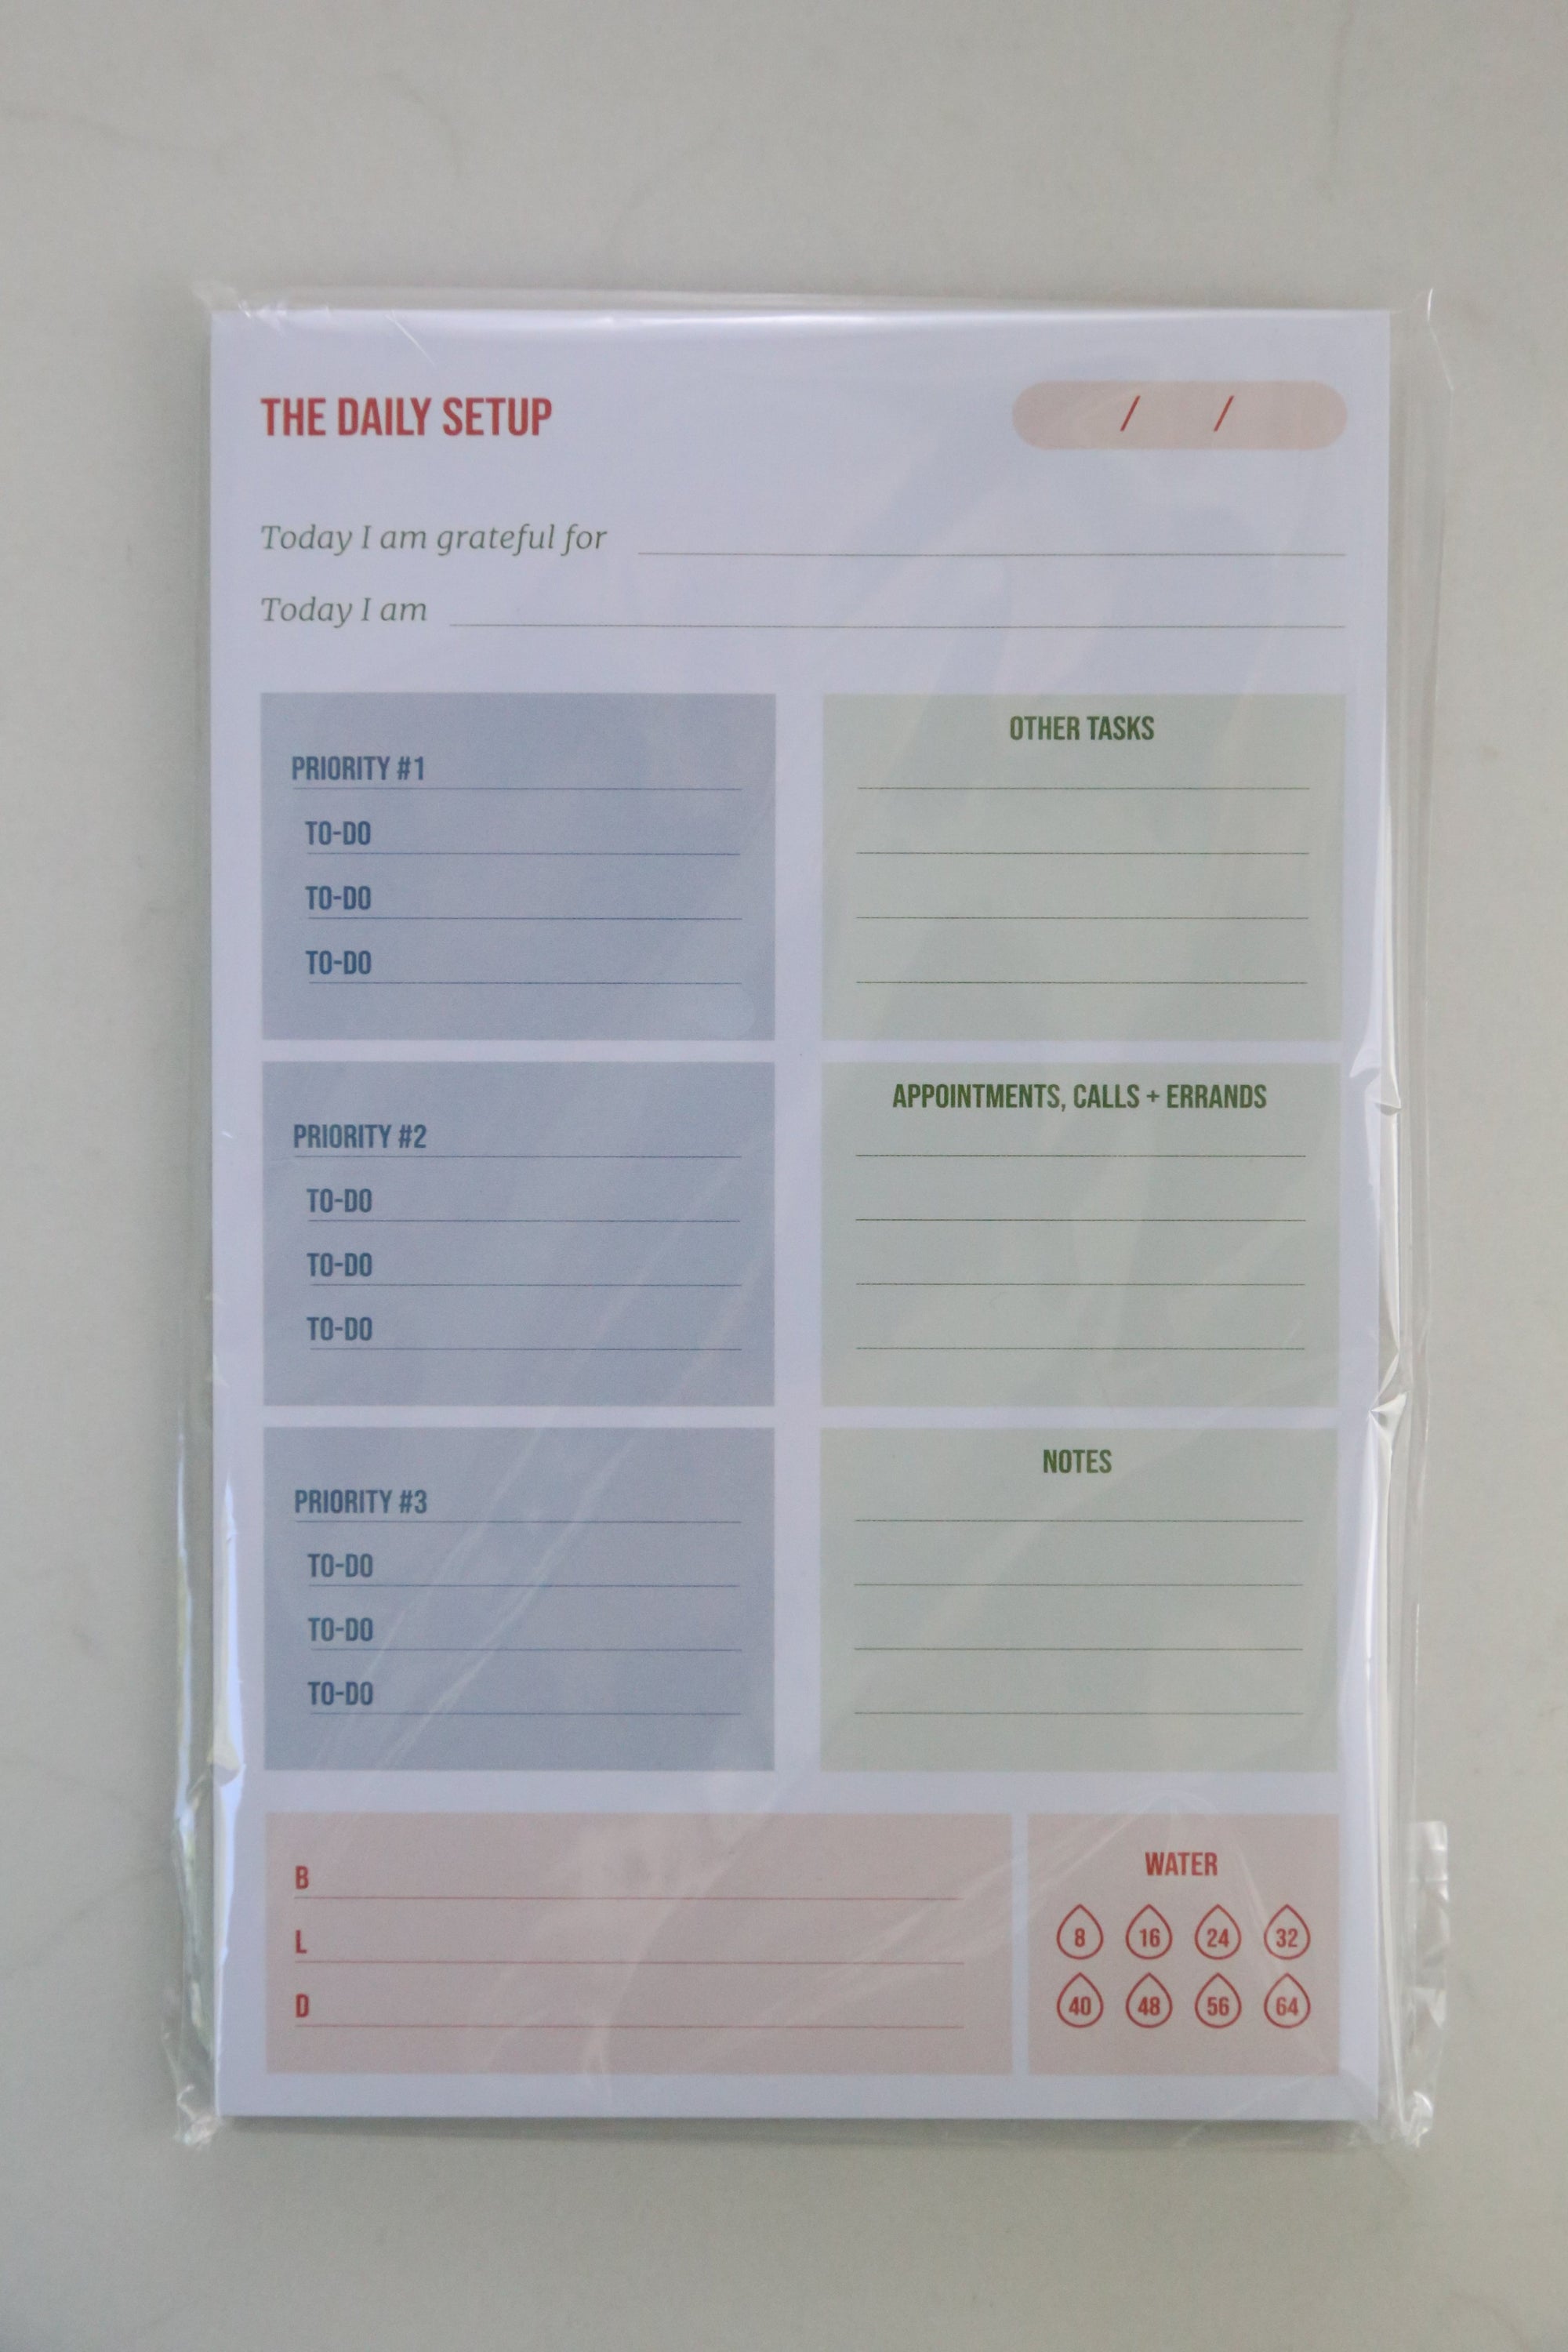 THE DAILY SETUP
/ /
Today I am grateful for
Today I am
PRIORITY #1
TO-DO
TO-DO
TO-DO
OTHER TASKS
PRIORITY #2
TO-DO
TO-DO
TO-DO
APPOINTMENTS, CALLS + ERRANDS
PRIORITY #3
TO-DO
TO-DO
TO-DO
NOTES
B
L
D
WATER
8 16 24 32
40 48 56 64